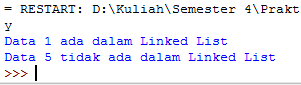 = RESTART: D:\Kuliah\Semester 4\Prakt
y
Data 1 ada dalam Linked List
Data 5 tidak ada dalam Linked List
>>>